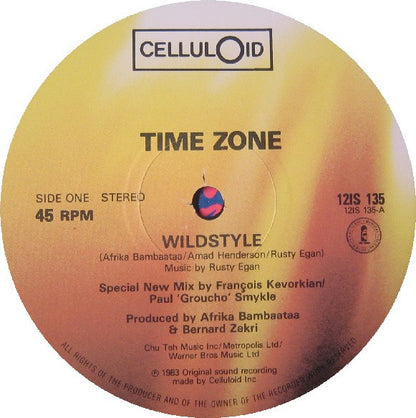 CELLULOID
TIME ZONE
SIDE ONE STEREO
45 RPM
12IS 135
12IS 135-A
WILDSTYLE
(Afrika Bambaataa/Amad Henderson/Rusty Egan)
Music by Rusty Egan
Special New Mix by François Kevorkian/
Paul 'Groucho' Smykle
Produced by Afrika Bambaataa
& Bernard Zekri
Chu Teh Music Inc/Metropolis Ltd/
Warner Bros Music Ltd
℗ 1983 Original sound recording
made by Celluloid Inc
ALL RIGHTS OF THE PRODUCER AND OF THE OWNER OF THE RECORDED WORK RESERVED